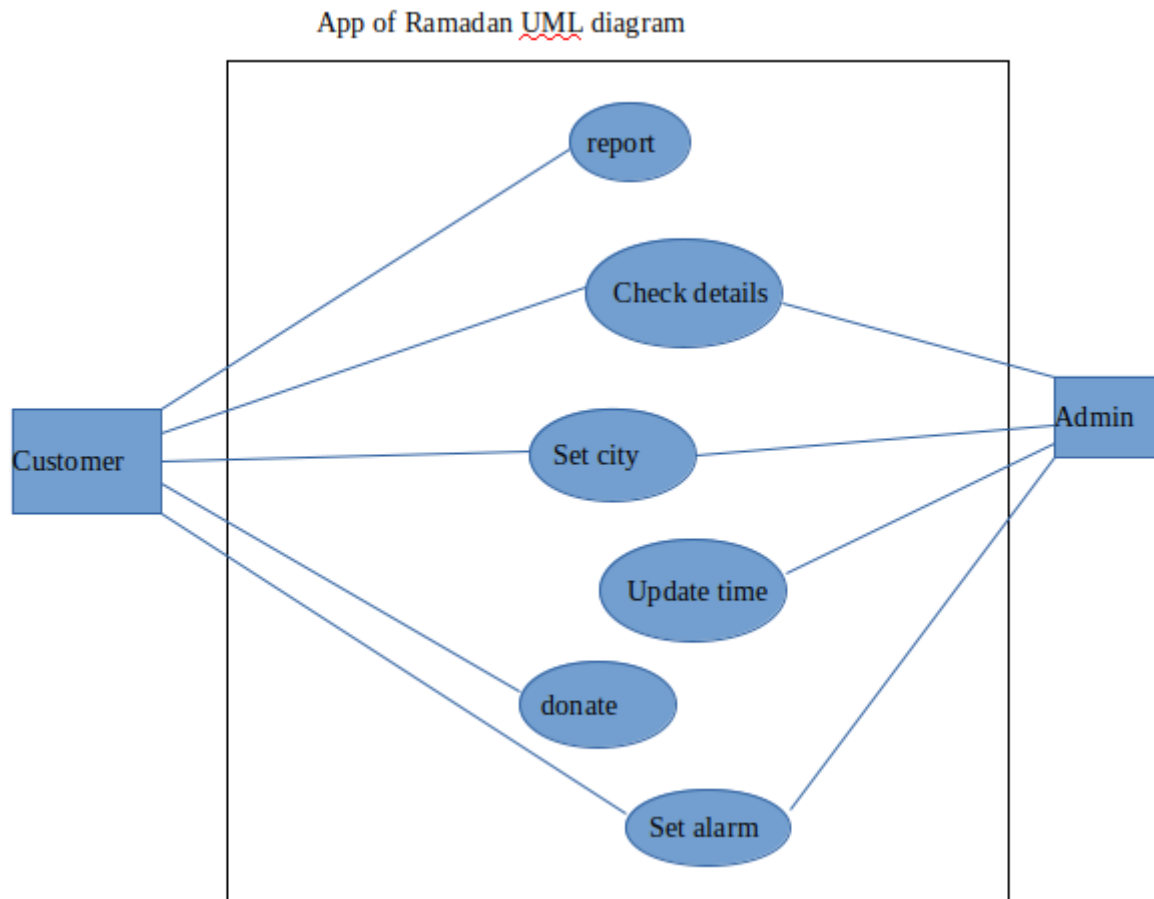 App of Ramadan UML diagram
report
Check details
Customer
Set city
Admin
Update time
donate
Set alarm